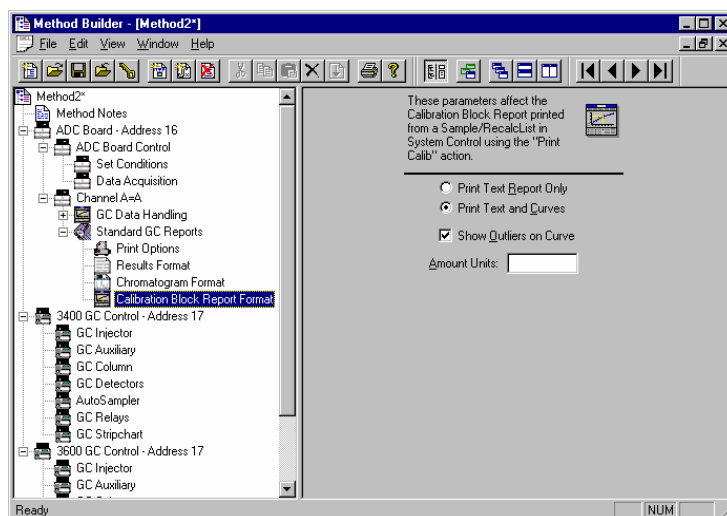 Method Builder - [Method2*]
File Edit View Window Help
Method2*
Method Notes
ADC Board - Address 16
ADC Board Control
Set Conditions
Data Acquisition
Channel A=A
GC Data Handling
Standard GC Reports
Print Options
Results Format
Chromatogram Format
Calibration Block Report Format
3400 GC Control - Address 17
GC Injector
GC Auxiliary
GC Column
GC Detectors
AutoSampler
GC Relays
GC Stripchart
3600 GC Control - Address 17
GC Injector
GC Auxiliary
These parameters affect the
Calibration Block Report printed
from a Sample/RecalcList in
System Control using the "Print
Calib" action.
Print Text Report Only
Print Text and Curves
Show Outliers on Curve
Amount Units:
Ready
NUM